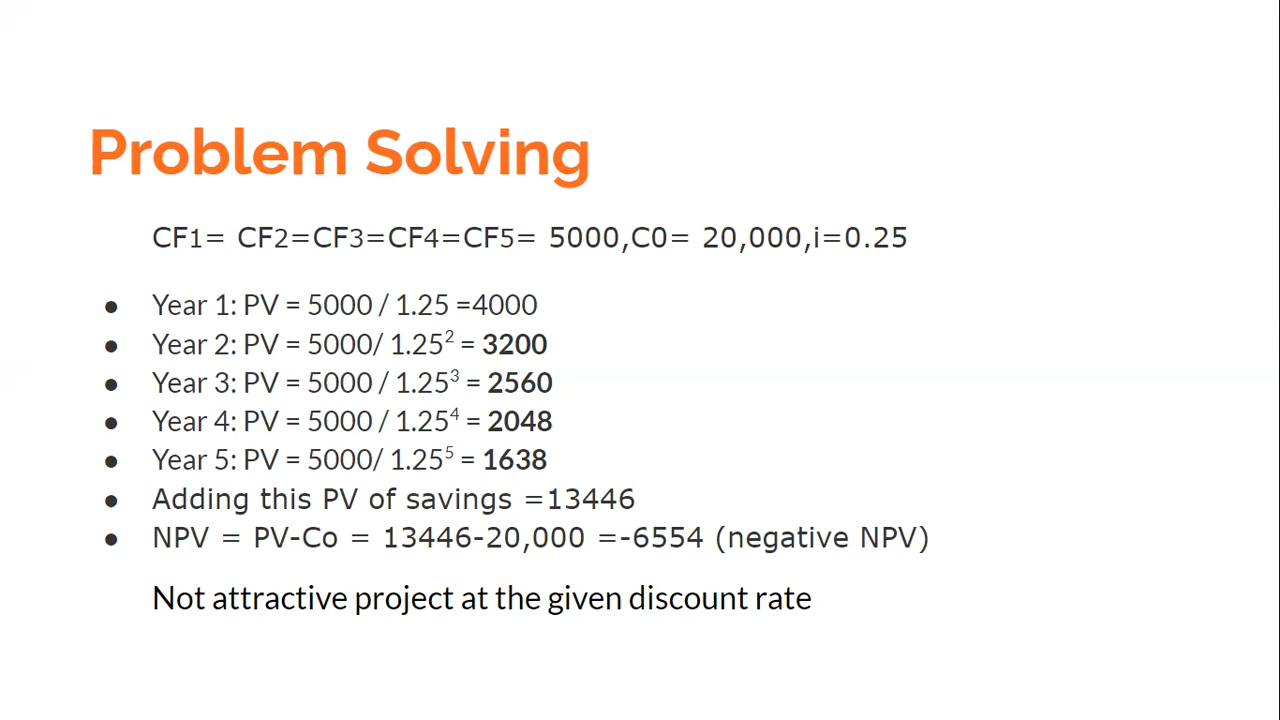 Problem Solving
CF1= CF2=CF3=CF4=CF5= 5000,C0= 20,000,i=0.25
● Year 1: PV = 5000 / 1.25 =4000
● Year 2: PV = 5000/ 1.25² = 3200
● Year 3: PV = 5000 / 1.25³ = 2560
● Year 4: PV = 5000 / 1.25⁴ = 2048
● Year 5: PV = 5000/ 1.25⁵ = 1638
● Adding this PV of savings =13446
● NPV = PV-Co = 13446-20,000 =-6554 (negative NPV)
Not attractive project at the given discount rate